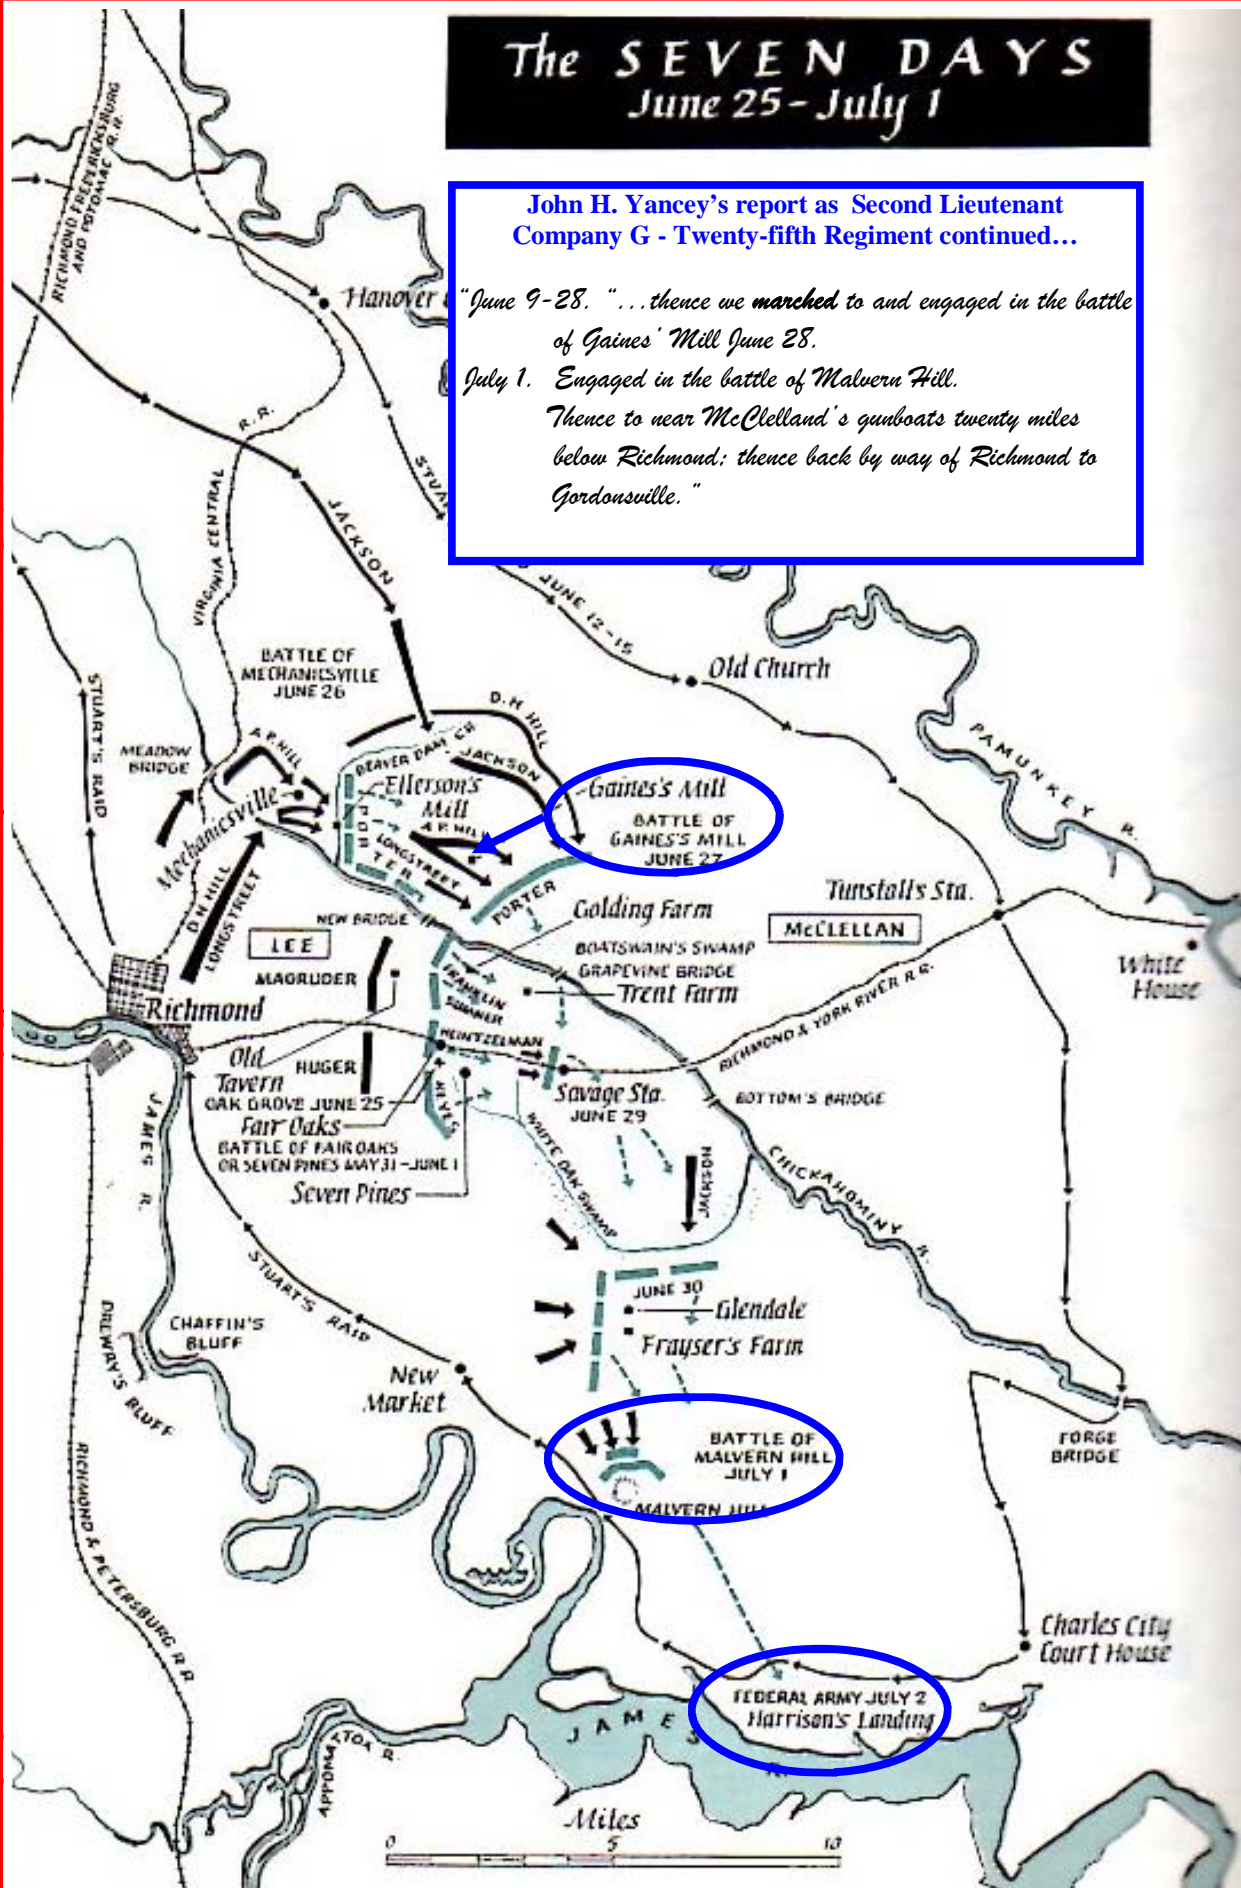 The SEVEN DAYS
June 25 - July 1
John H. Yancey's report as Second Lieutenant
Company G - Twenty-fifth Regiment continued…
"June 9-28. "...thence we marched to and engaged in the battle
of Gaines' Mill June 28.
July 1. Engaged in the battle of Malvern Hill.
Thence to near McClelland's gunboats twenty miles
below Richmond; thence back by way of Richmond to
Gordonsville."
RICHMOND FREDERICKSBURG
AND POTOMAC R.R.
Hanover
R.R.
VIRGINIA CENTRAL
JACKSON
STUA
JUNE 12-15
Old Church
PAMUNKEY R.
BATTLE OF
MECHANICSVILLE
JUNE 26
STUART'S RAID
MEADOW
BRIDGE
A.P. HILL
D.H. HILL
BEAVER DAM CR
JACKSON
Ellerson's
Mill
Gaines's Mill
BATTLE OF
GAINES'S MILL
JUNE 27
Mechanicsville
A.P. HILL
LONGSTREET
PORTER
PORTER
D.H. HILL
LONGSTREET
Tunstall's Sta.
McCLELLAN
White
House
NEW BRIDGE
Golding Farm
LEE
BOATSWAIN'S SWAMP
GRAPEVINE BRIDGE
Trent Farm
MAGRUDER
FRANKLIN
SUMNER
HEINTZELMAN
Richmond
RICHMOND & YORK RIVER R.R.
Old
Tavern
HUGER
OAK GROVE JUNE 25
KEYES
Fair Oaks
BATTLE OF FAIR OAKS
OR SEVEN PINES MAY 31 - JUNE 1
Seven Pines
Savage Sta.
JUNE 29
BOTTOM'S BRIDGE
WHITE OAK SWAMP
JACKSON
CHICKAHOMINY R.
JAMES R.
STUART'S RAID
JUNE 30
Glendale
Frayser's Farm
CHAFFIN'S
BLUFF
DREWRY'S BLUFF
New
Market
BATTLE OF
MALVERN HILL
JULY 1
MALVERN HILL
FORGE
BRIDGE
RICHMOND & PETERSBURG R R
Charles City
Court House
FEDERAL ARMY JULY 2
Harrison's Landing
JAMES R.
APPOMATTOX R.
Miles
0 5 10